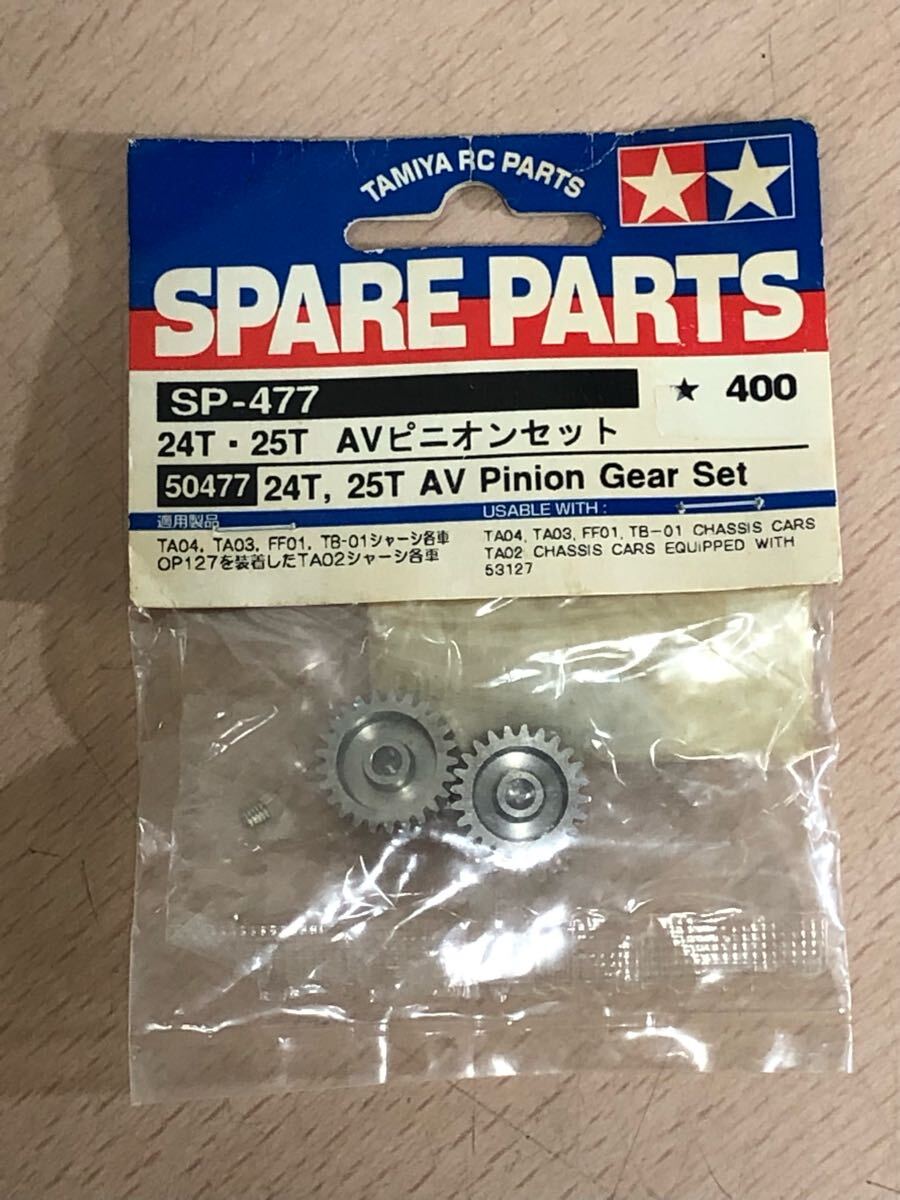 TAMIYA RC PARTS
SPARE PARTS
SP-477
★ 400
24T・25T AVピニオンセット
50477 24T, 25T AV Pinion Gear Set
適用製品
TA04, TA03, FF01, TB-01シャーシ各車
OP127を装着したTA02シャーシ各車
USABLE WITH :
TA04, TA03, FF01, TB-01 CHASSIS CARS
TA02 CHASSIS CARS EQUIPPED WITH
53127